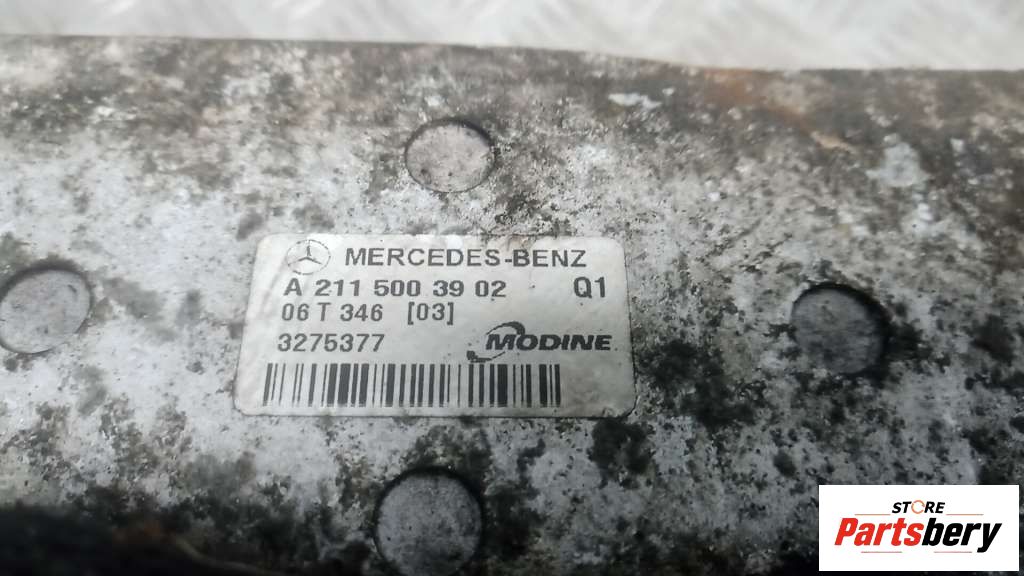 MERCEDES-BENZ
A 211 500 39 02 Q1
06 T 346 [03]
3275377 MODINE
STORE
Partsbery